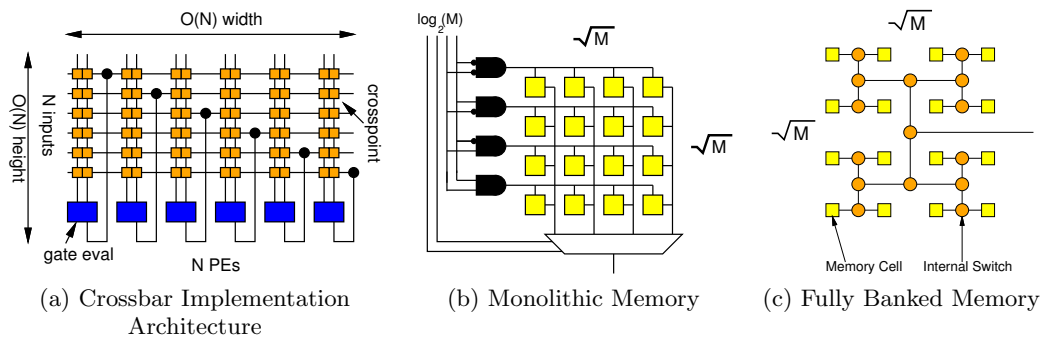 O(N) width
O(N) height
N inputs
crosspoint
gate eval
N PEs
(a) Crossbar Implementation
Architecture
log₂(M)
√M
√M
(b) Monolithic Memory
√M
√M
Memory Cell
Internal Switch
(c) Fully Banked Memory